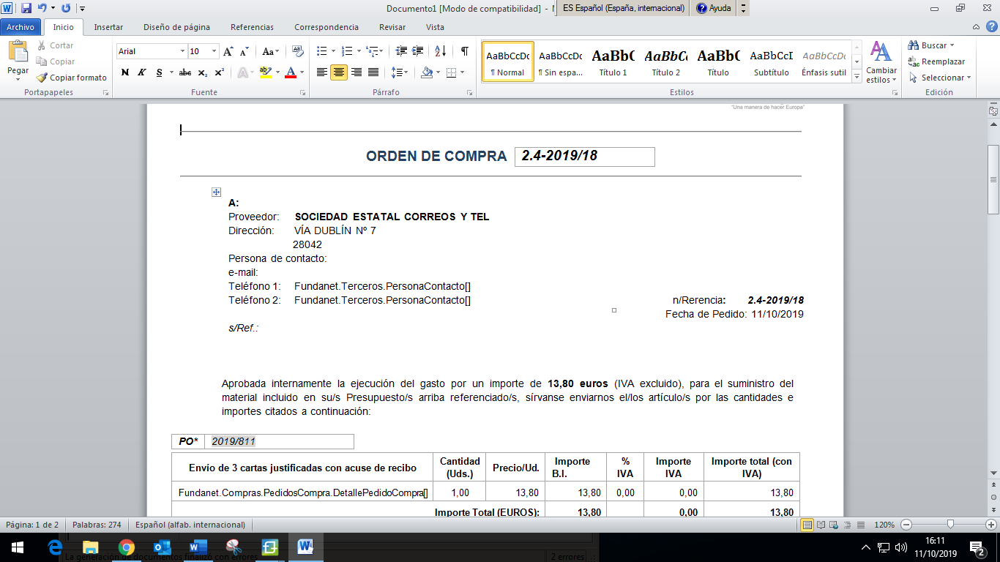 Documento1 [Modo de compatibilidad] - M
ES Español (España, internacional)
Ayuda
Archivo
Inicio
Insertar
Diseño de página
Referencias
Correspondencia
Revisar
Vista
Pegar
Cortar
Copiar
Copiar formato
Portapapeles
Arial
10
Aa
N K S abc x₂ x²
A
Fuente
Párrafo
AaBbCcDc
¶ Normal
AaBbCcDc
¶ Sin espa...
AaBbC
Título 1
AaBbCc
Título 2
AaBbC
Título
AaBbCcI
Subtítulo
AaBbCcDc
Énfasis sutil
Cambiar
estilos
Estilos
Buscar
Reemplazar
Seleccionar
Edición
"Una manera de hacer Europa"
ORDEN DE COMPRA 2.4-2019/18
A:
Proveedor: SOCIEDAD ESTATAL CORREOS Y TEL
Dirección: VÍA DUBLÍN Nº 7
28042
Persona de contacto:
e-mail:
Teléfono 1: Fundanet.Terceros.PersonaContacto[]
Teléfono 2: Fundanet.Terceros.PersonaContacto[]
n/Rerencia: 2.4-2019/18
Fecha de Pedido: 11/10/2019
s/Ref.:
Aprobada internamente la ejecución del gasto por un importe de 13,80 euros (IVA excluido), para el suministro del
material incluido en su/s Presupuesto/s arriba referenciado/s, sírvanse enviarnos el/los artículo/s por las cantidades e
importes citados a continuación:
PO* 2019/811
Envío de 3 cartas justificadas con acuse de recibo
Cantidad
(Uds.)
Precio/Ud.
Importe
B.I.
%
IVA
Importe
IVA
Importe total (con
IVA)
Fundanet.Compras.PedidosCompra.DetallePedidoCompra[] 1,00 13,80 13,80 0,00 0,00 13,80
Importe Total (EUROS): 13,80 0,00 13,80
Página: 1 de 2
Palabras: 274
Español (alfab. internacional)
120%
La generación de documentos finalizó con errores
2 errores
16:11
11/10/2019
2